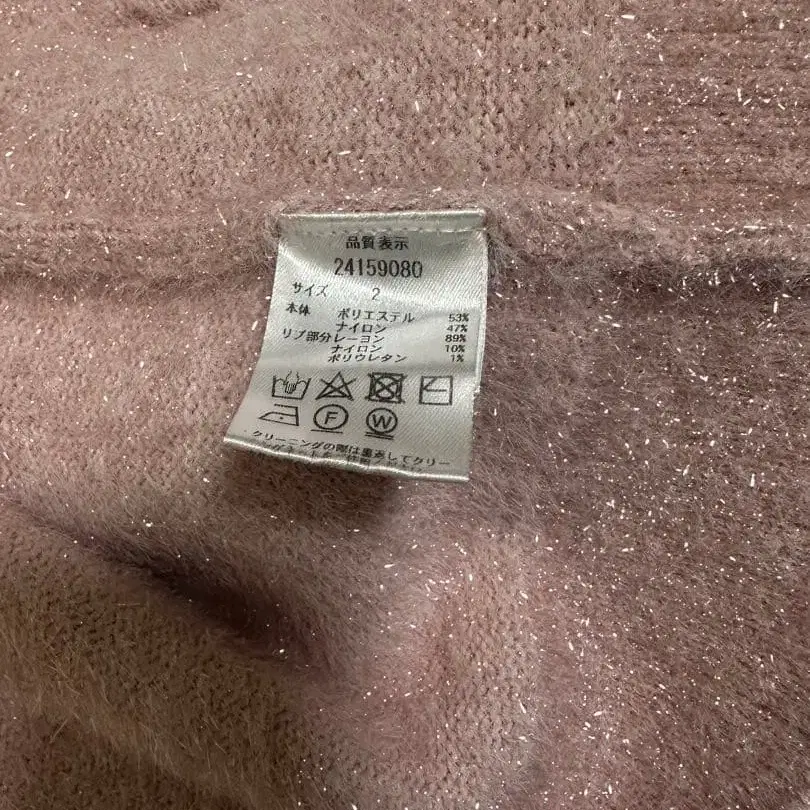 品質表示
24159080
サイズ 2
本体 ポリエステル 53%
ナイロン 47%
リブ部分レーヨン 89%
ナイロン 10%
ポリウレタン 1%
F W
・クリーニングの際は裏返してクリー